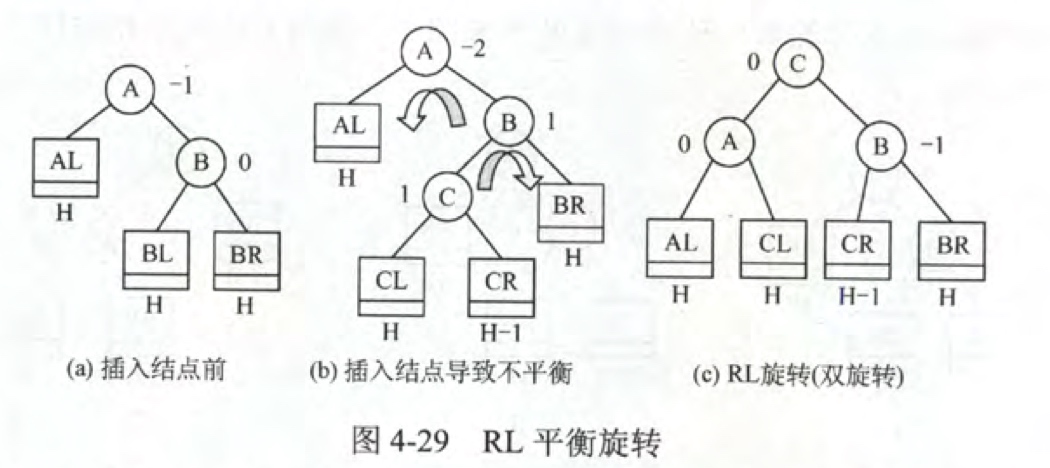 A -1
AL
H
B 0
BL
H
BR
H
(a) 插入结点前
A -2
AL
H
B 1
1 C
BR
H
CL
H
CR
H-1
(b) 插入结点导致不平衡
0 C
0 A
B -1
AL
H
CL
H
CR
H-1
BR
H
(c) RL旋转(双旋转)
图 4-29 RL 平衡旋转